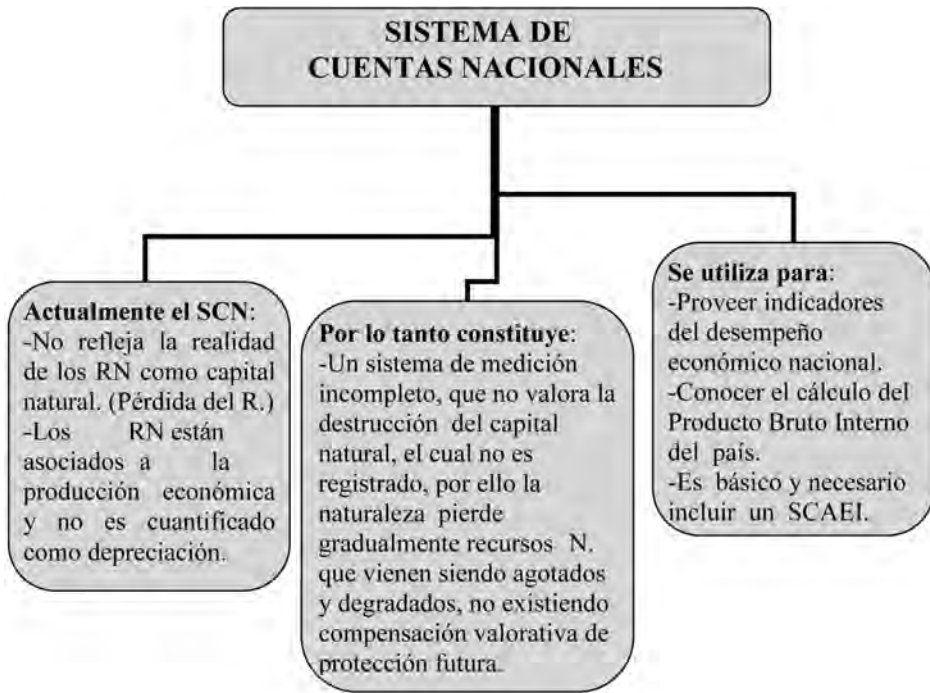 SISTEMA DE
CUENTAS NACIONALES
Actualmente el SCN:
-No refleja la realidad
de los RN como capital
natural. (Pérdida del R.)
-Los RN están
asociados a la
producción económica
y no es cuantificado
como depreciación.
Por lo tanto constituye:
-Un sistema de medición
incompleto, que no valora la
destrucción del capital
natural, el cual no es
registrado, por ello la
naturaleza pierde
gradualmente recursos N.
que vienen siendo agotados
y degradados, no existiendo
compensación valorativa de
protección futura.
Se utiliza para:
-Proveer indicadores
del desempeño
económico nacional.
-Conocer el cálculo del
Producto Bruto Interno
del país.
-Es básico y necesario
incluir un SCAEI.